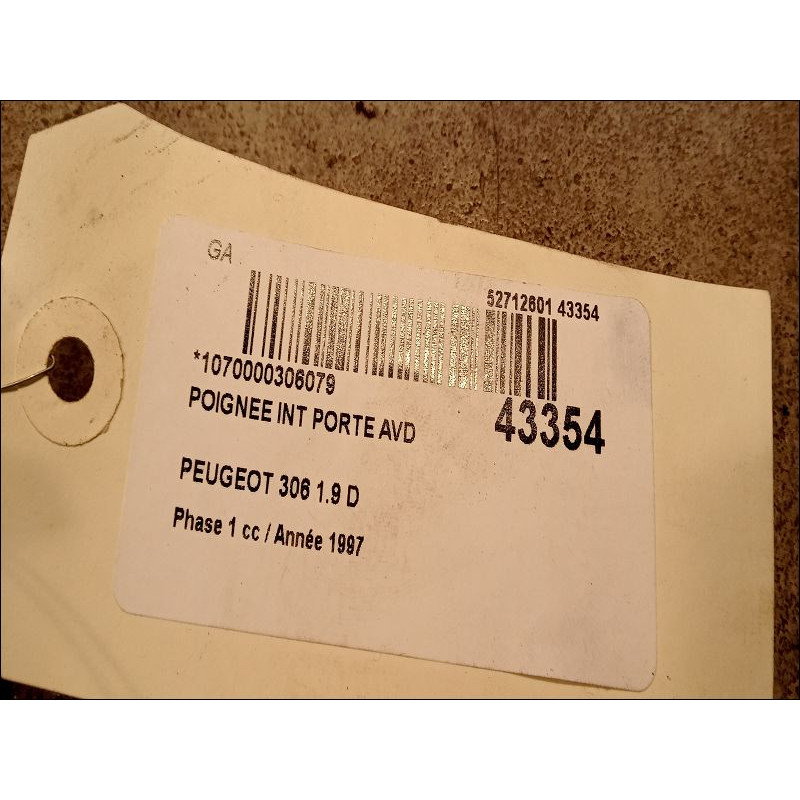 GA
52712601 43354
*1070000306079
POIGNEE INT PORTE AVD
43354
PEUGEOT 306 1.9 D
Phase 1 cc / Année 1997